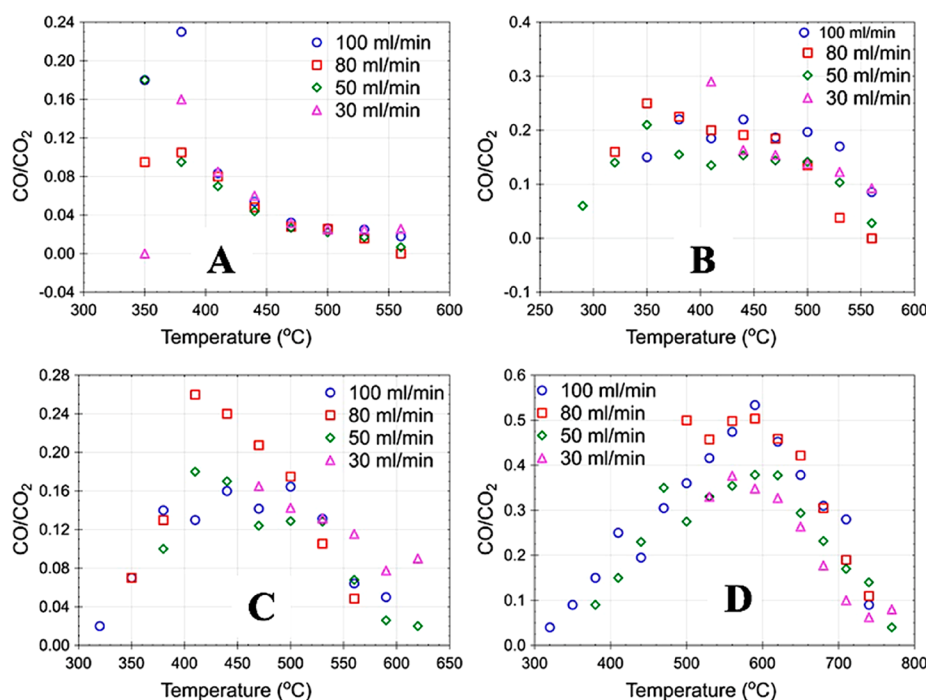 0.24
0.20
0.16
0.12
0.08
0.04
0.00
-0.04
CO/CO₂
100 ml/min
80 ml/min
50 ml/min
30 ml/min
A
300 350 400 450 500 550 600
Temperature (ºC)
0.4
0.3
0.2
0.1
0.0
-0.1
CO/CO₂
100 ml/min
80 ml/min
50 ml/min
30 ml/min
B
250 300 350 400 450 500 550 600
Temperature (ºC)
0.28
0.24
0.20
0.16
0.12
0.08
0.04
0.00
CO/CO₂
100 ml/min
80 ml/min
50 ml/min
30 ml/min
C
300 350 400 450 500 550 600 650
Temperature (ºC)
0.6
0.5
0.4
0.3
0.2
0.1
0.0
CO/CO₂
100 ml/min
80 ml/min
50 ml/min
30 ml/min
D
300 400 500 600 700 800
Temperature (ºC)